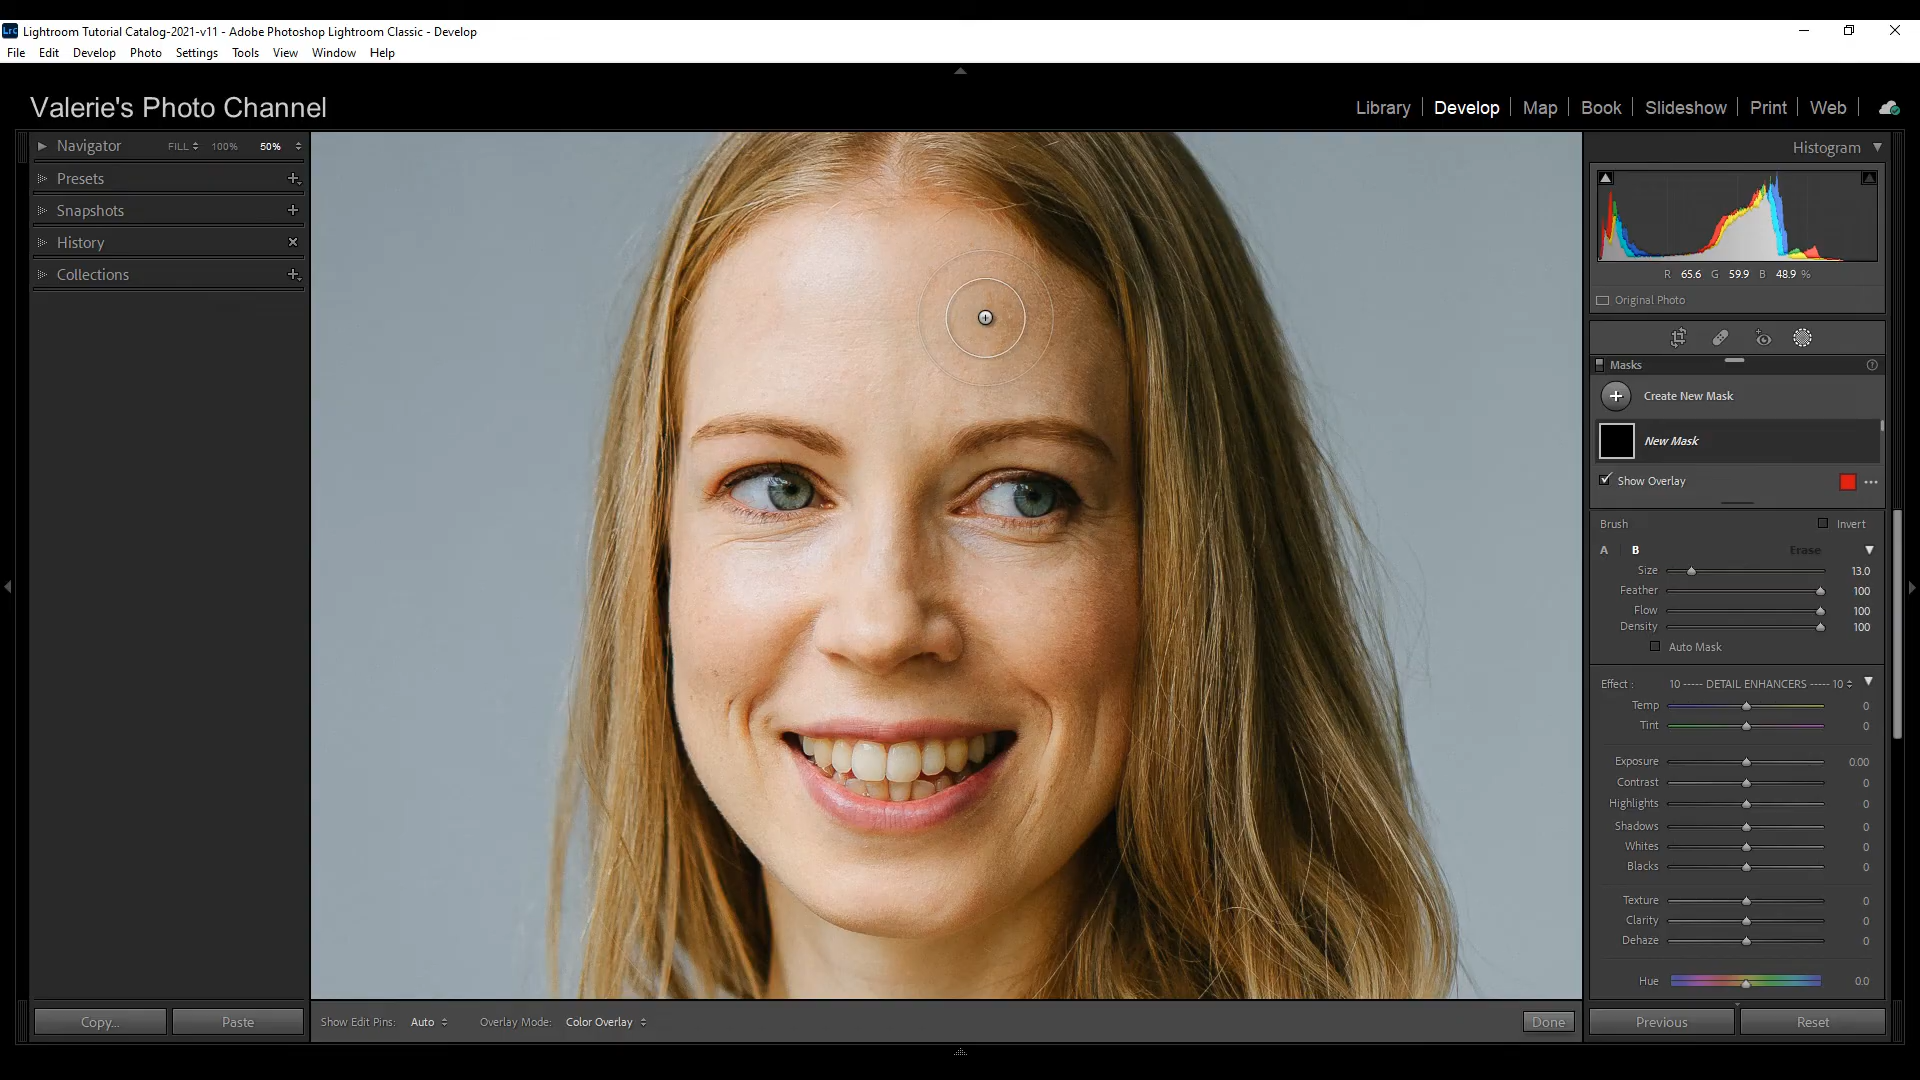 Lrc Lightroom Tutorial Catalog-2021-v11 - Adobe Photoshop Lightroom Classic - Develop
File Edit Develop Photo Settings Tools View Window Help
Valerie's Photo Channel
Library Develop Map Book Slideshow Print Web
Navigator FILL 100% 50%
Presets
Snapshots
History
Collections
Histogram
R 65.6 G 59.9 B 48.9 %
Original Photo
Masks
Create New Mask
New Mask
Show Overlay
Brush Invert
A B Erase
Size 13.0
Feather 100
Flow 100
Density 100
Auto Mask
Effect : 10 ----- DETAIL ENHANCERS ----- 10
Temp 0
Tint 0
Exposure 0.00
Contrast 0
Highlights 0
Shadows 0
Whites 0
Blacks 0
Texture 0
Clarity 0
Dehaze 0
Hue 0.0
Copy... Paste
Show Edit Pins: Auto Overlay Mode: Color Overlay Done
Previous Reset